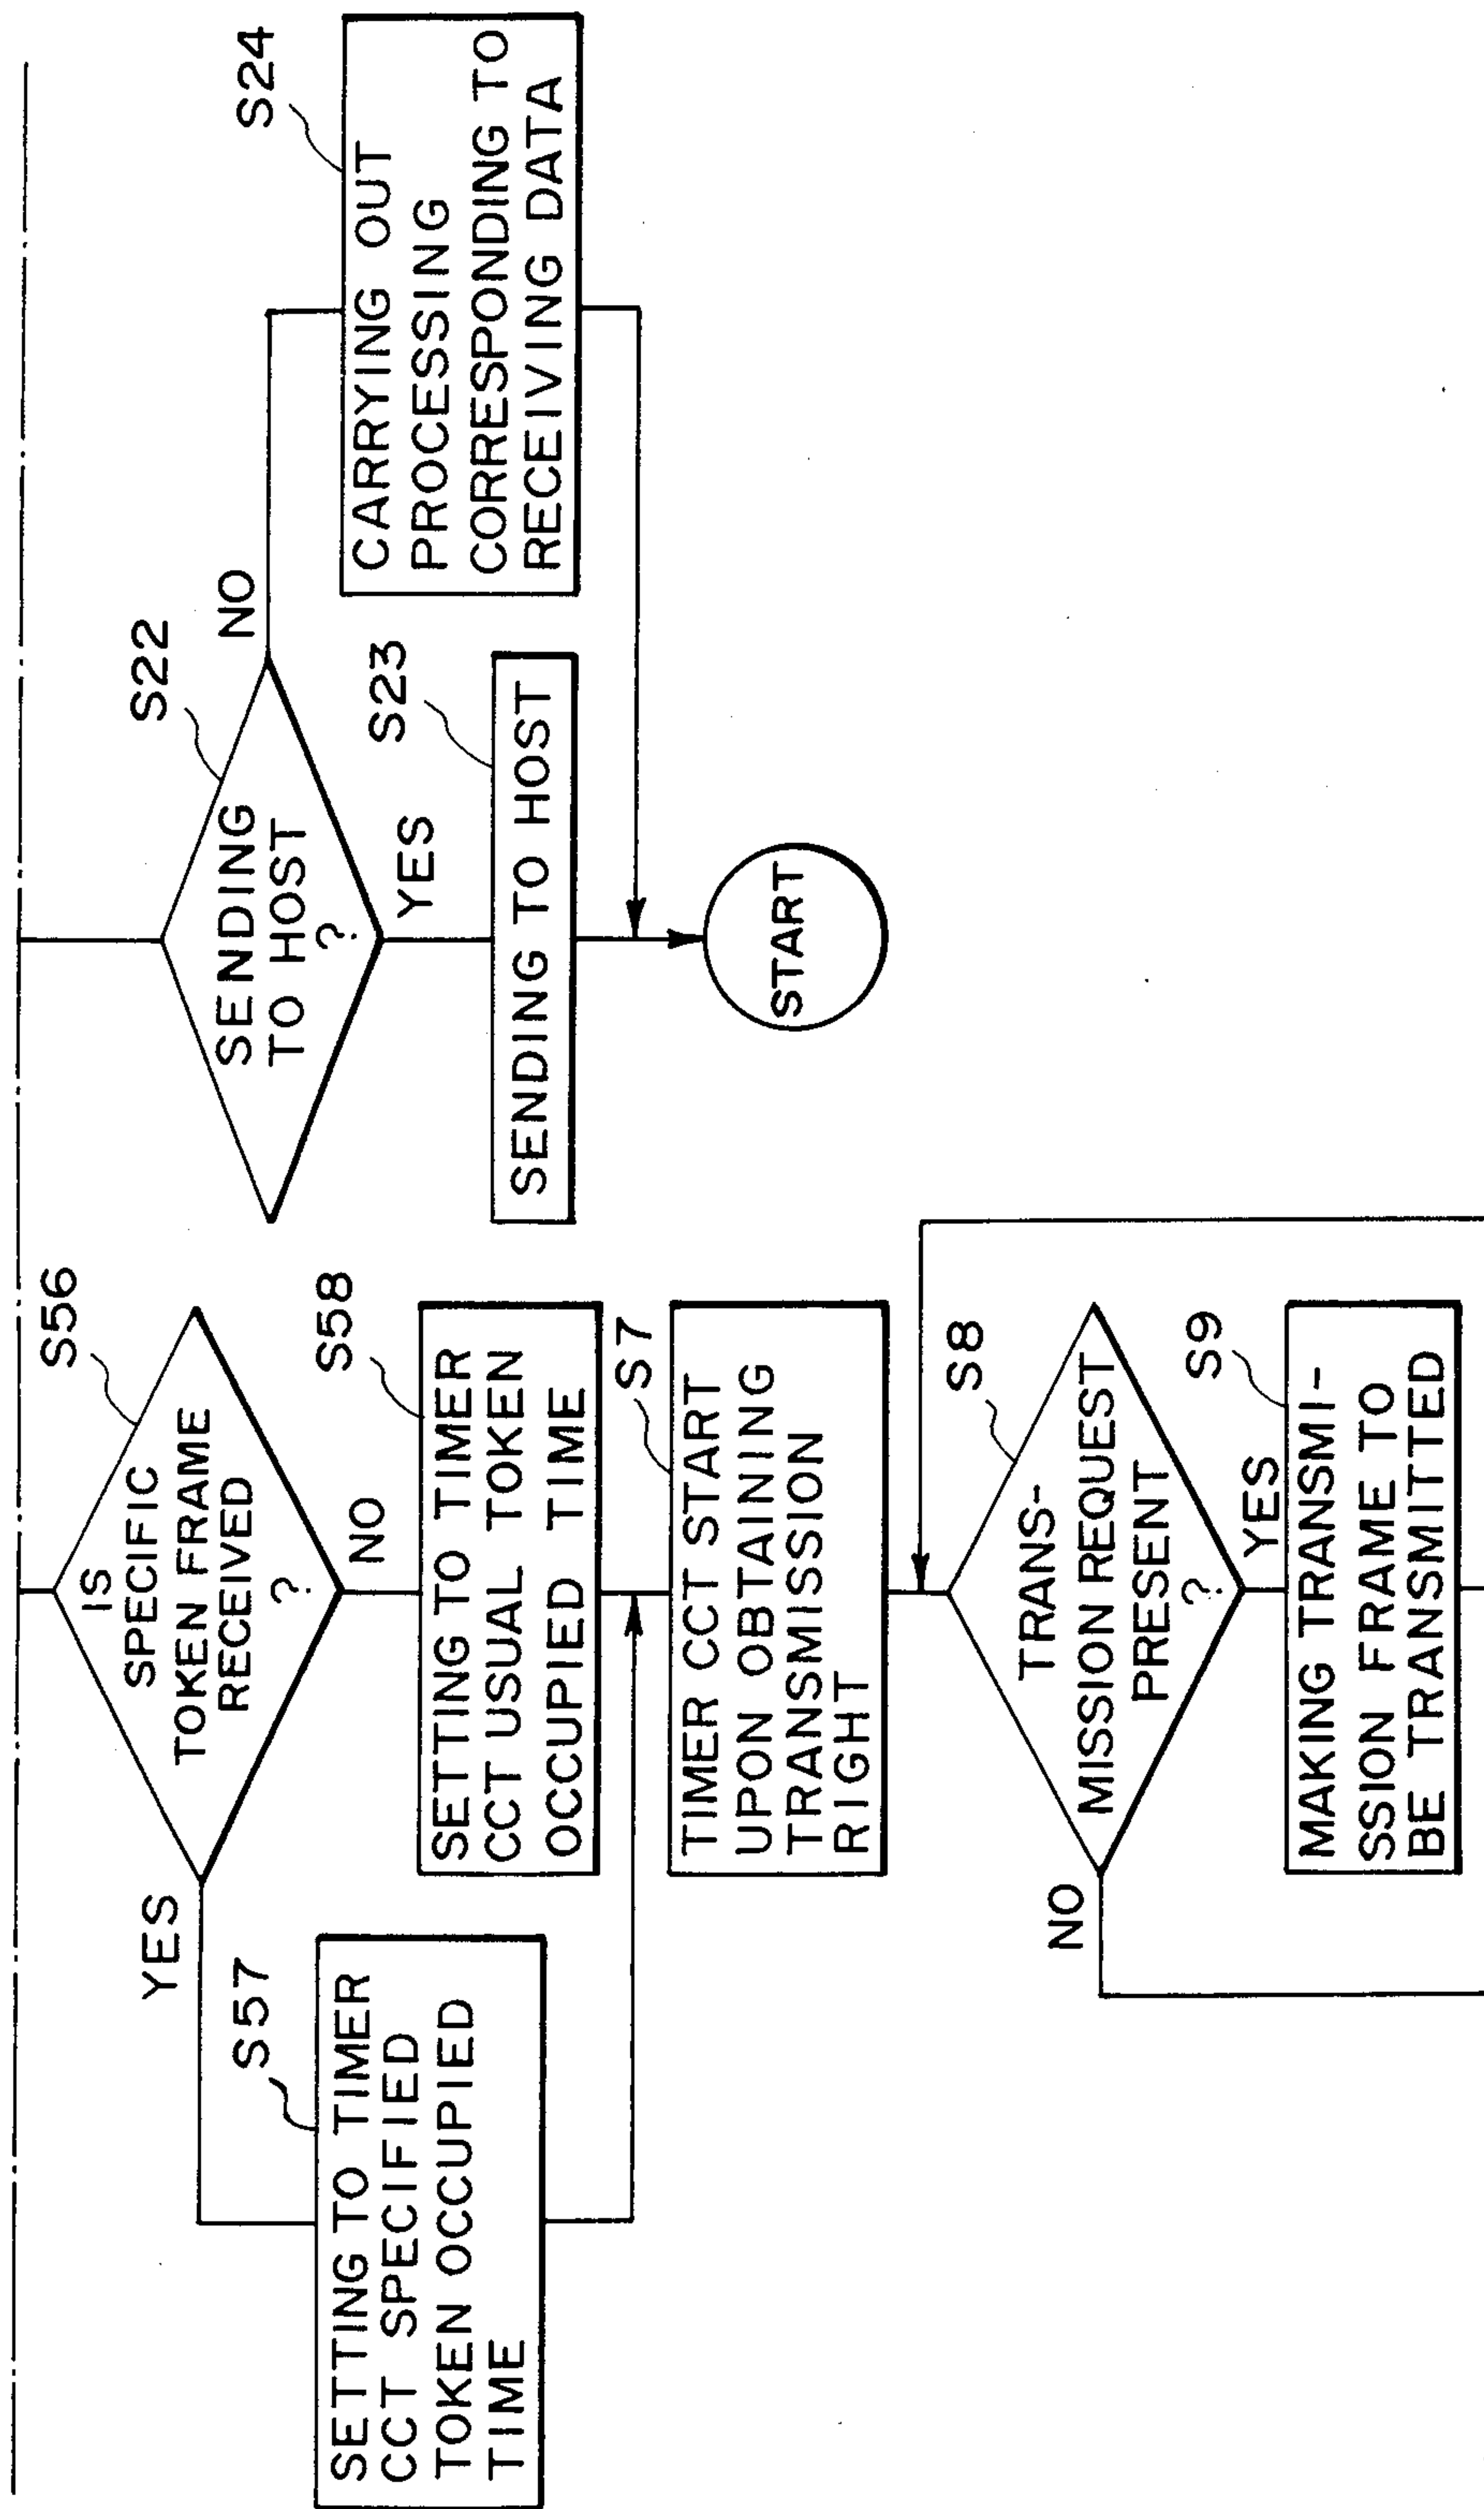 S56
IS
SPECIFIC
TOKEN FRAME
RECEIVED
?
YES
NO
S57
SETTING TO TIMER
CCT SPECIFIED
TOKEN OCCUPIED
TIME
S58
SETTING TO TIMER
CCT USUAL TOKEN
OCCUPIED TIME
S7
TIMER CCT START
UPON OBTAINING
TRANSMISSION
RIGHT
S8
TRANS-
MISSION REQUEST
PRESENT
?
NO
YES
S9
MAKING TRANSMI-
SSION FRAME TO
BE TRANSMITTED
S22
SENDING
TO HOST
?
NO
YES
S23
SENDING TO HOST
S24
CARRYING OUT
PROCESSING
CORRESPONDING TO
RECEIVING DATA
START